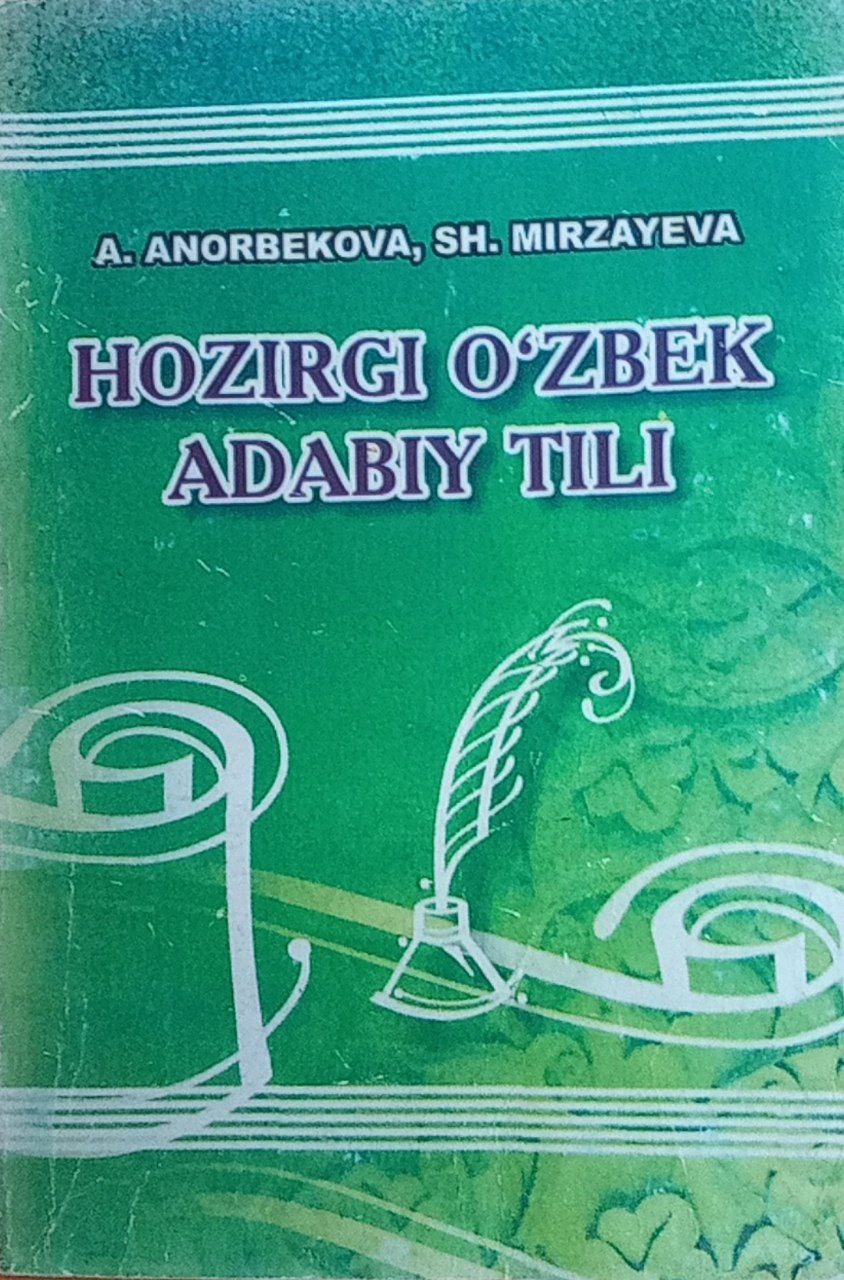 A. ANORBEKOVA, SH. MIRZAYEVA
HOZIRGI O‘ZBEK
ADABIY TILI